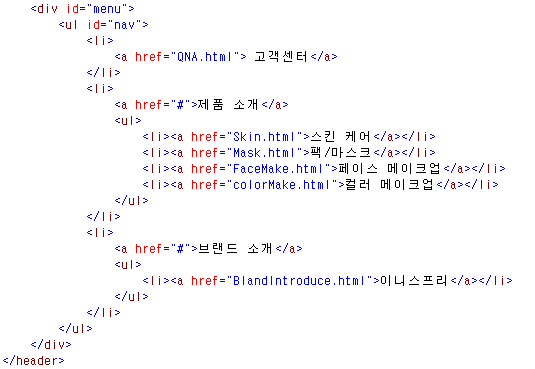 <div id="menu">
<ul id="nav">
<li>
<a href="QNA.html"> 고객센터</a>
</li>
<li>
<a href="#">제품 소개</a>
<ul>
<li><a href="Skin.html">스킨 케어</a></li>
<li><a href="Mask.html">팩/마스크</a></li>
<li><a href="FaceMake.html">페이스 메이크업</a></li>
<li><a href="colorMake.html">컬러 메이크업</a></li>
</ul>
</li>
<li>
<a href="#">브랜드 소개</a>
<ul>
<li><a href="BlandIntroduce.html">이니스프리</a></li>
</ul>
</li>
</ul>
</div>
</header>